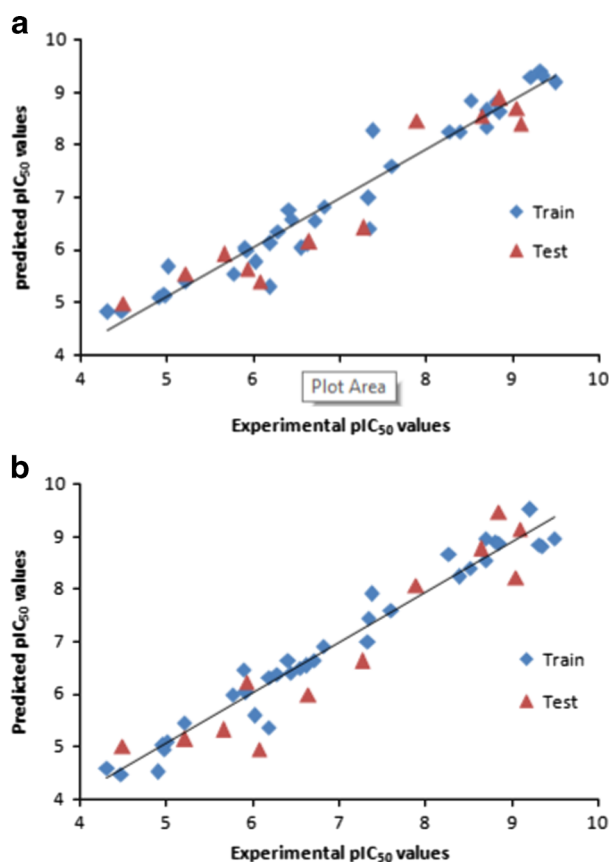 a
10
9
8
7
6
5
4
predicted pIC₅₀ values
Train
Test
4 5 6 8 9 10
Plot Area
Experimental pIC₅₀ values
b
10
9
8
7
6
5
4
Predicted pIC₅₀ values
Train
Test
4 5 6 7 8 9 10
Experimental pIC₅₀ values